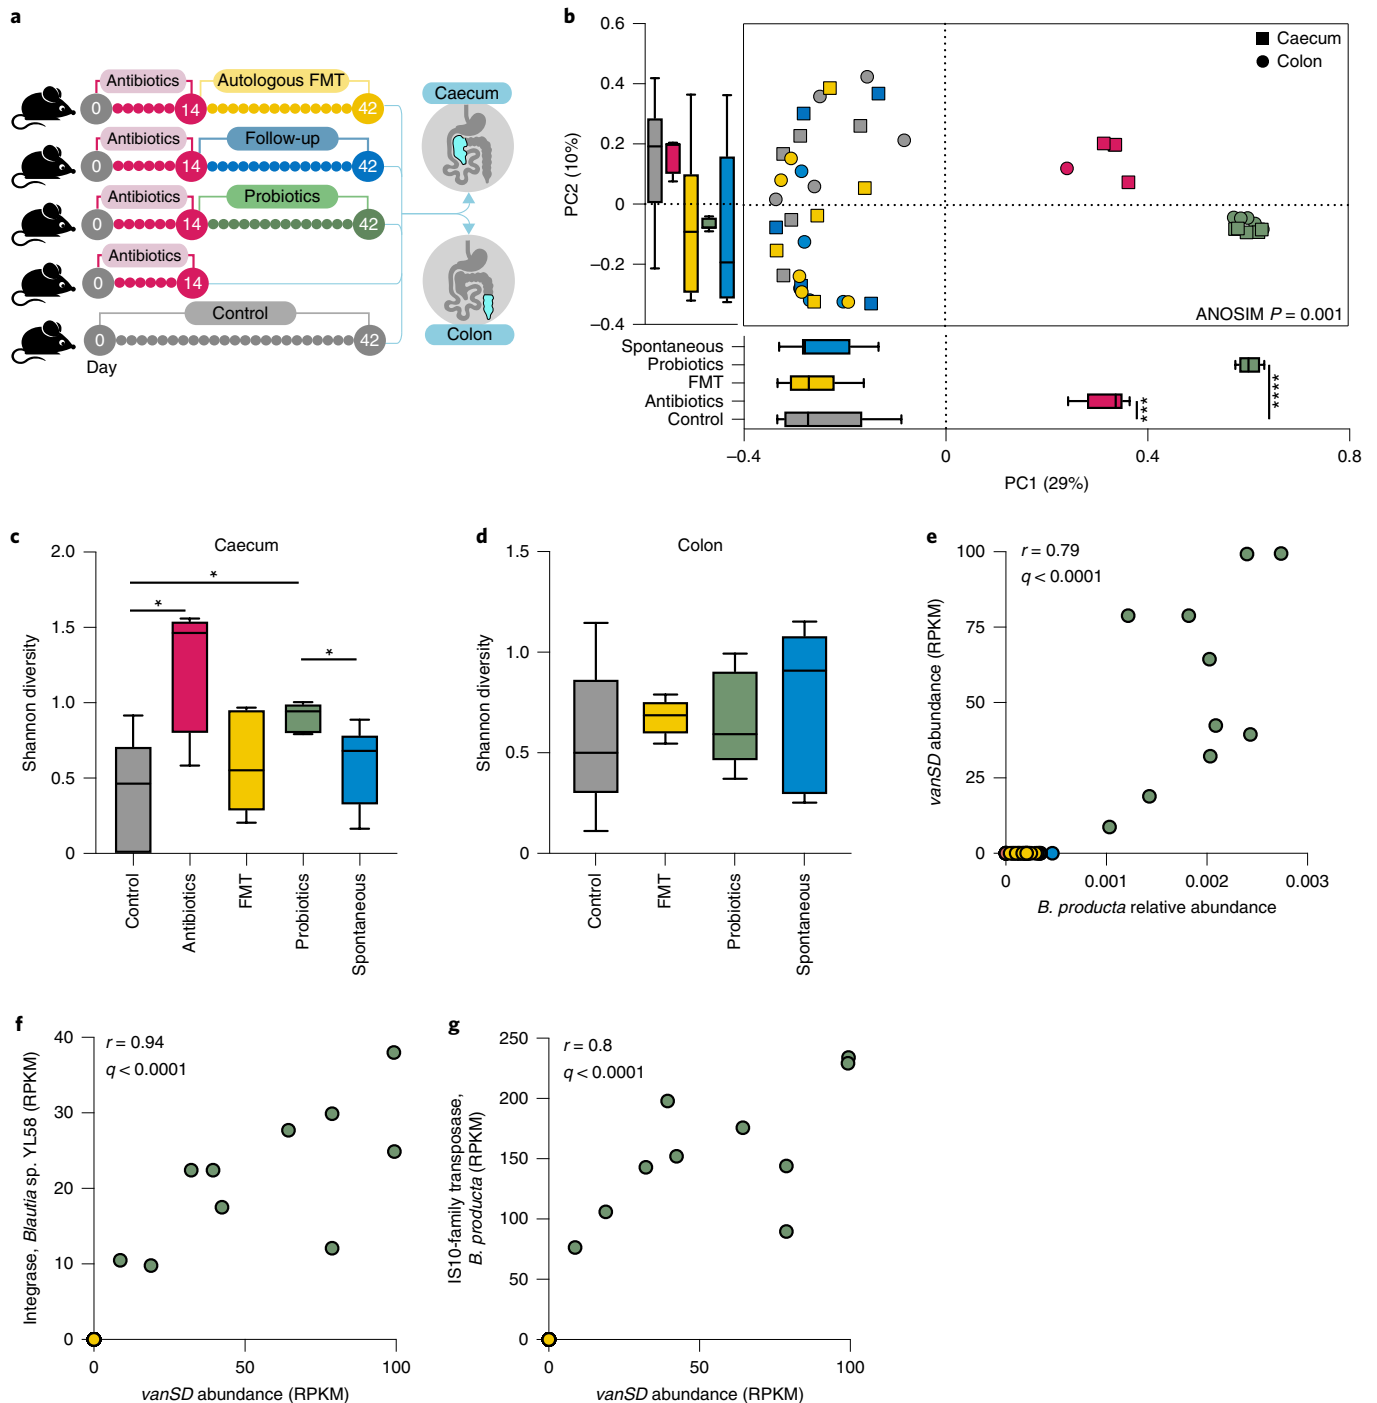 a
Antibiotics
Autologous FMT
0
14
42
Antibiotics
Follow-up
0
14
42
Antibiotics
Probiotics
0
14
42
Antibiotics
0
14
Control
0
42
Day
Caecum
Colon
b
0.6
0.4
0.2
0
–0.2
–0.4
PC2 (10%)
Caecum
Colon
ANOSIM P = 0.001
Spontaneous
Probiotics
FMT
Antibiotics
Control
****
***
–0.4
0
0.4
0.8
PC1 (29%)
c
Caecum
2.0
1.5
1.0
0.5
0
Shannon diversity
*
*
*
Control
Antibiotics
FMT
Probiotics
Spontaneous
d
Colon
1.5
1.0
0.5
0
Shannon diversity
Control
FMT
Probiotics
Spontaneous
e
r = 0.79
q < 0.0001
100
75
50
25
0
vanSD abundance (RPKM)
0
0.001
0.002
0.003
B. producta relative abundance
f
r = 0.94
q < 0.0001
40
30
20
10
0
Integrase, Blautia sp. YL58 (RPKM)
0
50
100
vanSD abundance (RPKM)
g
r = 0.8
q < 0.0001
250
200
150
100
50
0
IS10-family transposase,
B. producta (RPKM)
0
50
100
vanSD abundance (RPKM)